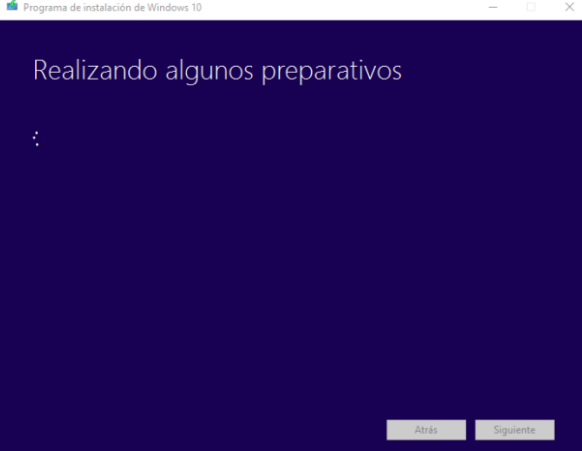 Programa de instalación de Windows 10
Realizando algunos preparativos
Atrás
Siguiente